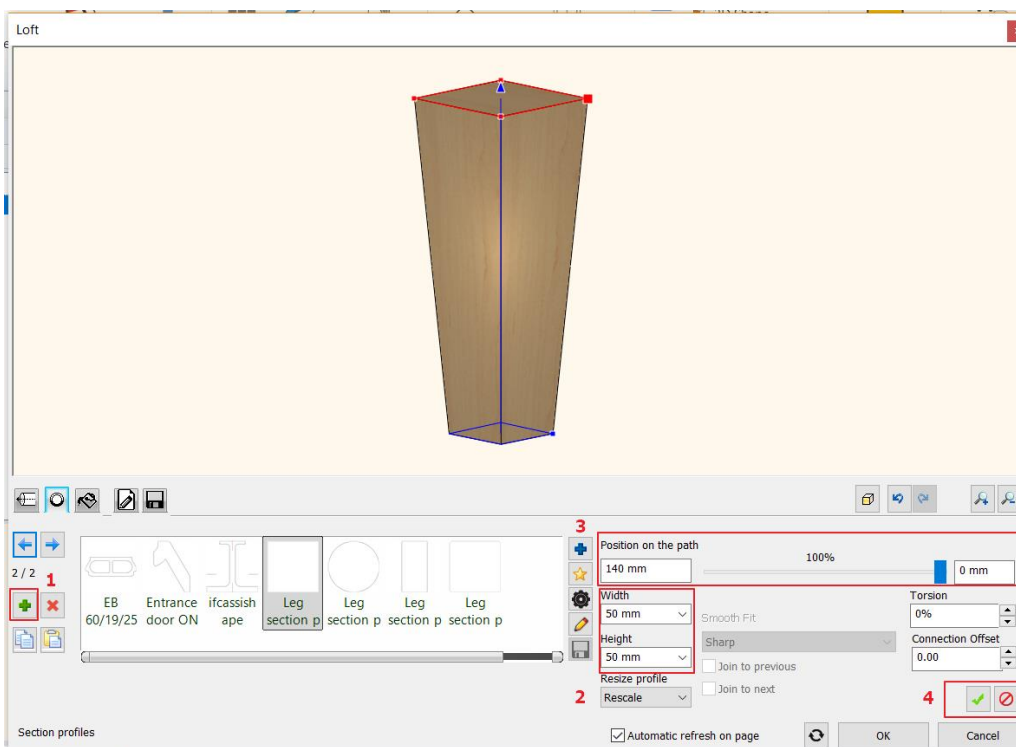 Loft
3
Position on the path
100%
140 mm
0 mm
2 / 2
1
EB
60/19/25
Entrance
door ON
ifcassish
ape
Leg
section p
Leg
section p
Leg
section p
Leg
section p
Width
50 mm
Smooth Fit
Torsion
0%
Height
50 mm
Sharp
Connection Offset
0.00
Join to previous
2
Resize profile
Rescale
Join to next
4
Section profiles
Automatic refresh on page
OK
Cancel